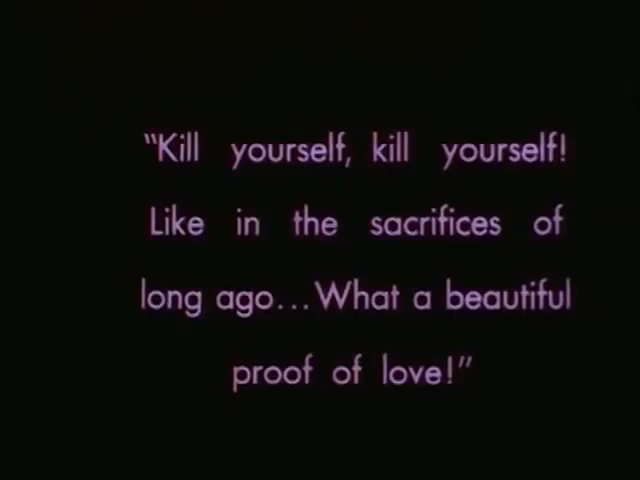 "Kill yourself, kill yourself!
Like in the sacrifices of
long ago...What a beautiful
proof of love!"